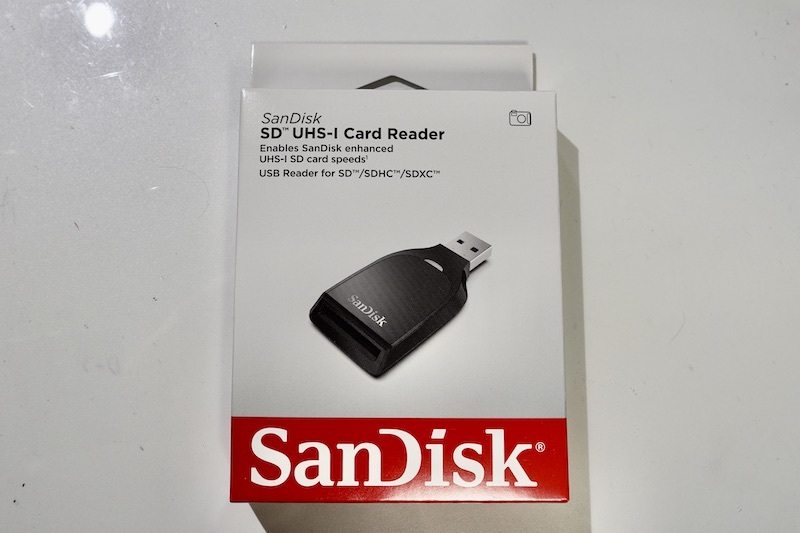 SanDisk
SD™ UHS-I Card Reader
Enables SanDisk enhanced
UHS-I SD card speeds¹
USB Reader for SD™/SDHC™/SDXC™
SanDisk
SanDisk®